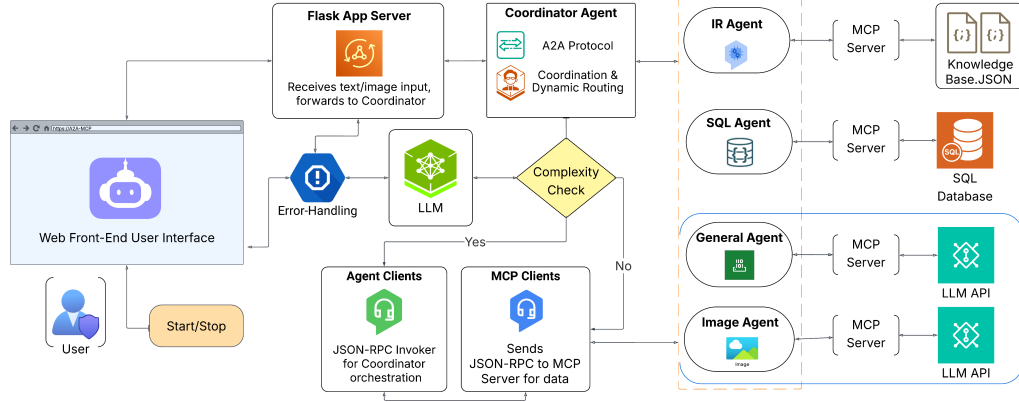 Flask App Server
Receives text/image input,
forwards to Coordinator
Coordinator Agent
A2A Protocol
Coordination &
Dynamic Routing
IR Agent
MCP
Server
Knowledge
Base.JSON
https://A2A-MCP
Web Front-End User Interface
Error-Handling
LLM
Complexity
Check
SQL Agent
MCP
Server
SQL
SQL
Database
Yes
No
General Agent
MCP
Server
LLM API
User
Start/Stop
Agent Clients
JSON-RPC Invoker
for Coordinator
orchestration
MCP Clients
Sends
JSON-RPC to MCP
Server for data
Image Agent
Image
MCP
Server
LLM API